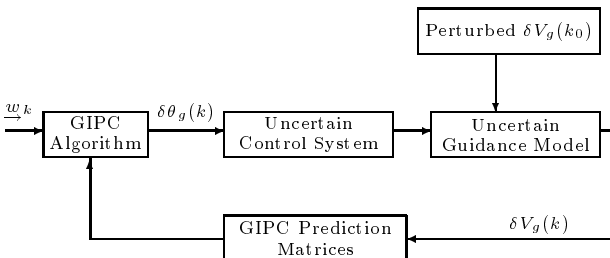 Perturbed δV_g(k_0)
w_k
GIPC
Algorithm
δθ_g(k)
Uncertain
Control System
Uncertain
Guidance Model
GIPC Prediction
Matrices
δV_g(k)